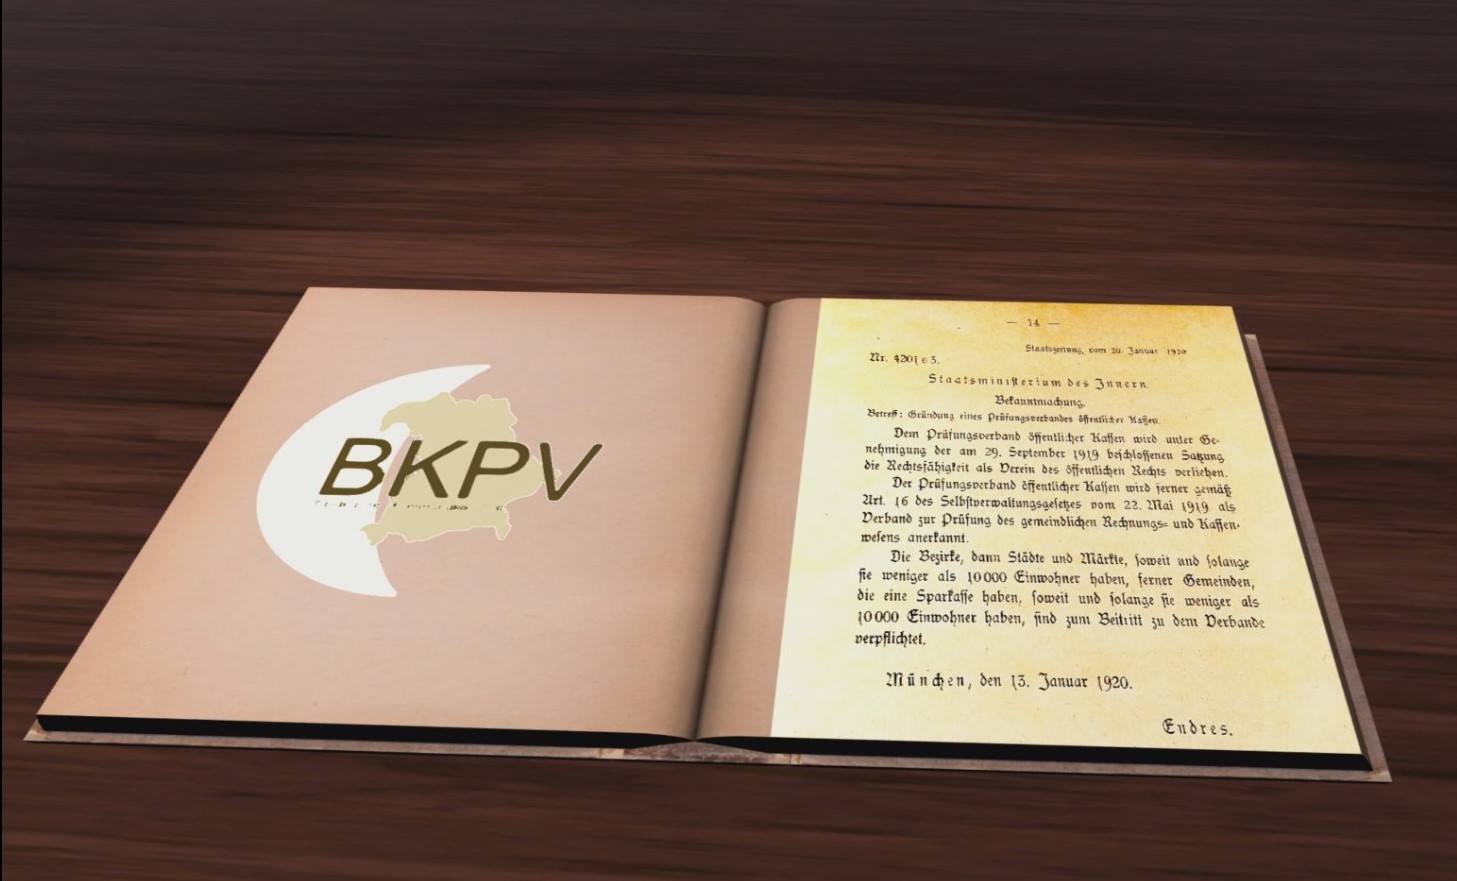 BKPV
— 14 —
Staatszeitung, vom 20. Januar 1920
Nr. 4201 e 3.
Staatsministerium des Innern.
Bekanntmachung.
Betreff: Gründung eines Prüfungsverbandes öffentlicher Kassen.
Dem Prüfungsverband öffentlicher Kassen wird unter Ge-
nehmigung der am 29. September 1919 beschlossenen Satzung
die Rechtsfähigkeit als Verein des öffentlichen Rechts verliehen.
Der Prüfungsverband öffentlicher Kassen wird ferner gemäß
Art. 16 des Selbstverwaltungsgesetzes vom 22. Mai 1919 als
Verband zur Prüfung des gemeindlichen Rechnungs- und Kassen-
wesens anerkannt.
Die Bezirke, dann Städte und Märkte, soweit und solange
sie weniger als 10000 Einwohner haben, ferner Gemeinden,
die eine Sparkasse haben, soweit und solange sie weniger als
10000 Einwohner haben, sind zum Beitritt zu dem Verbande
verpflichtet.
München, den 13. Januar 1920.
Endres.